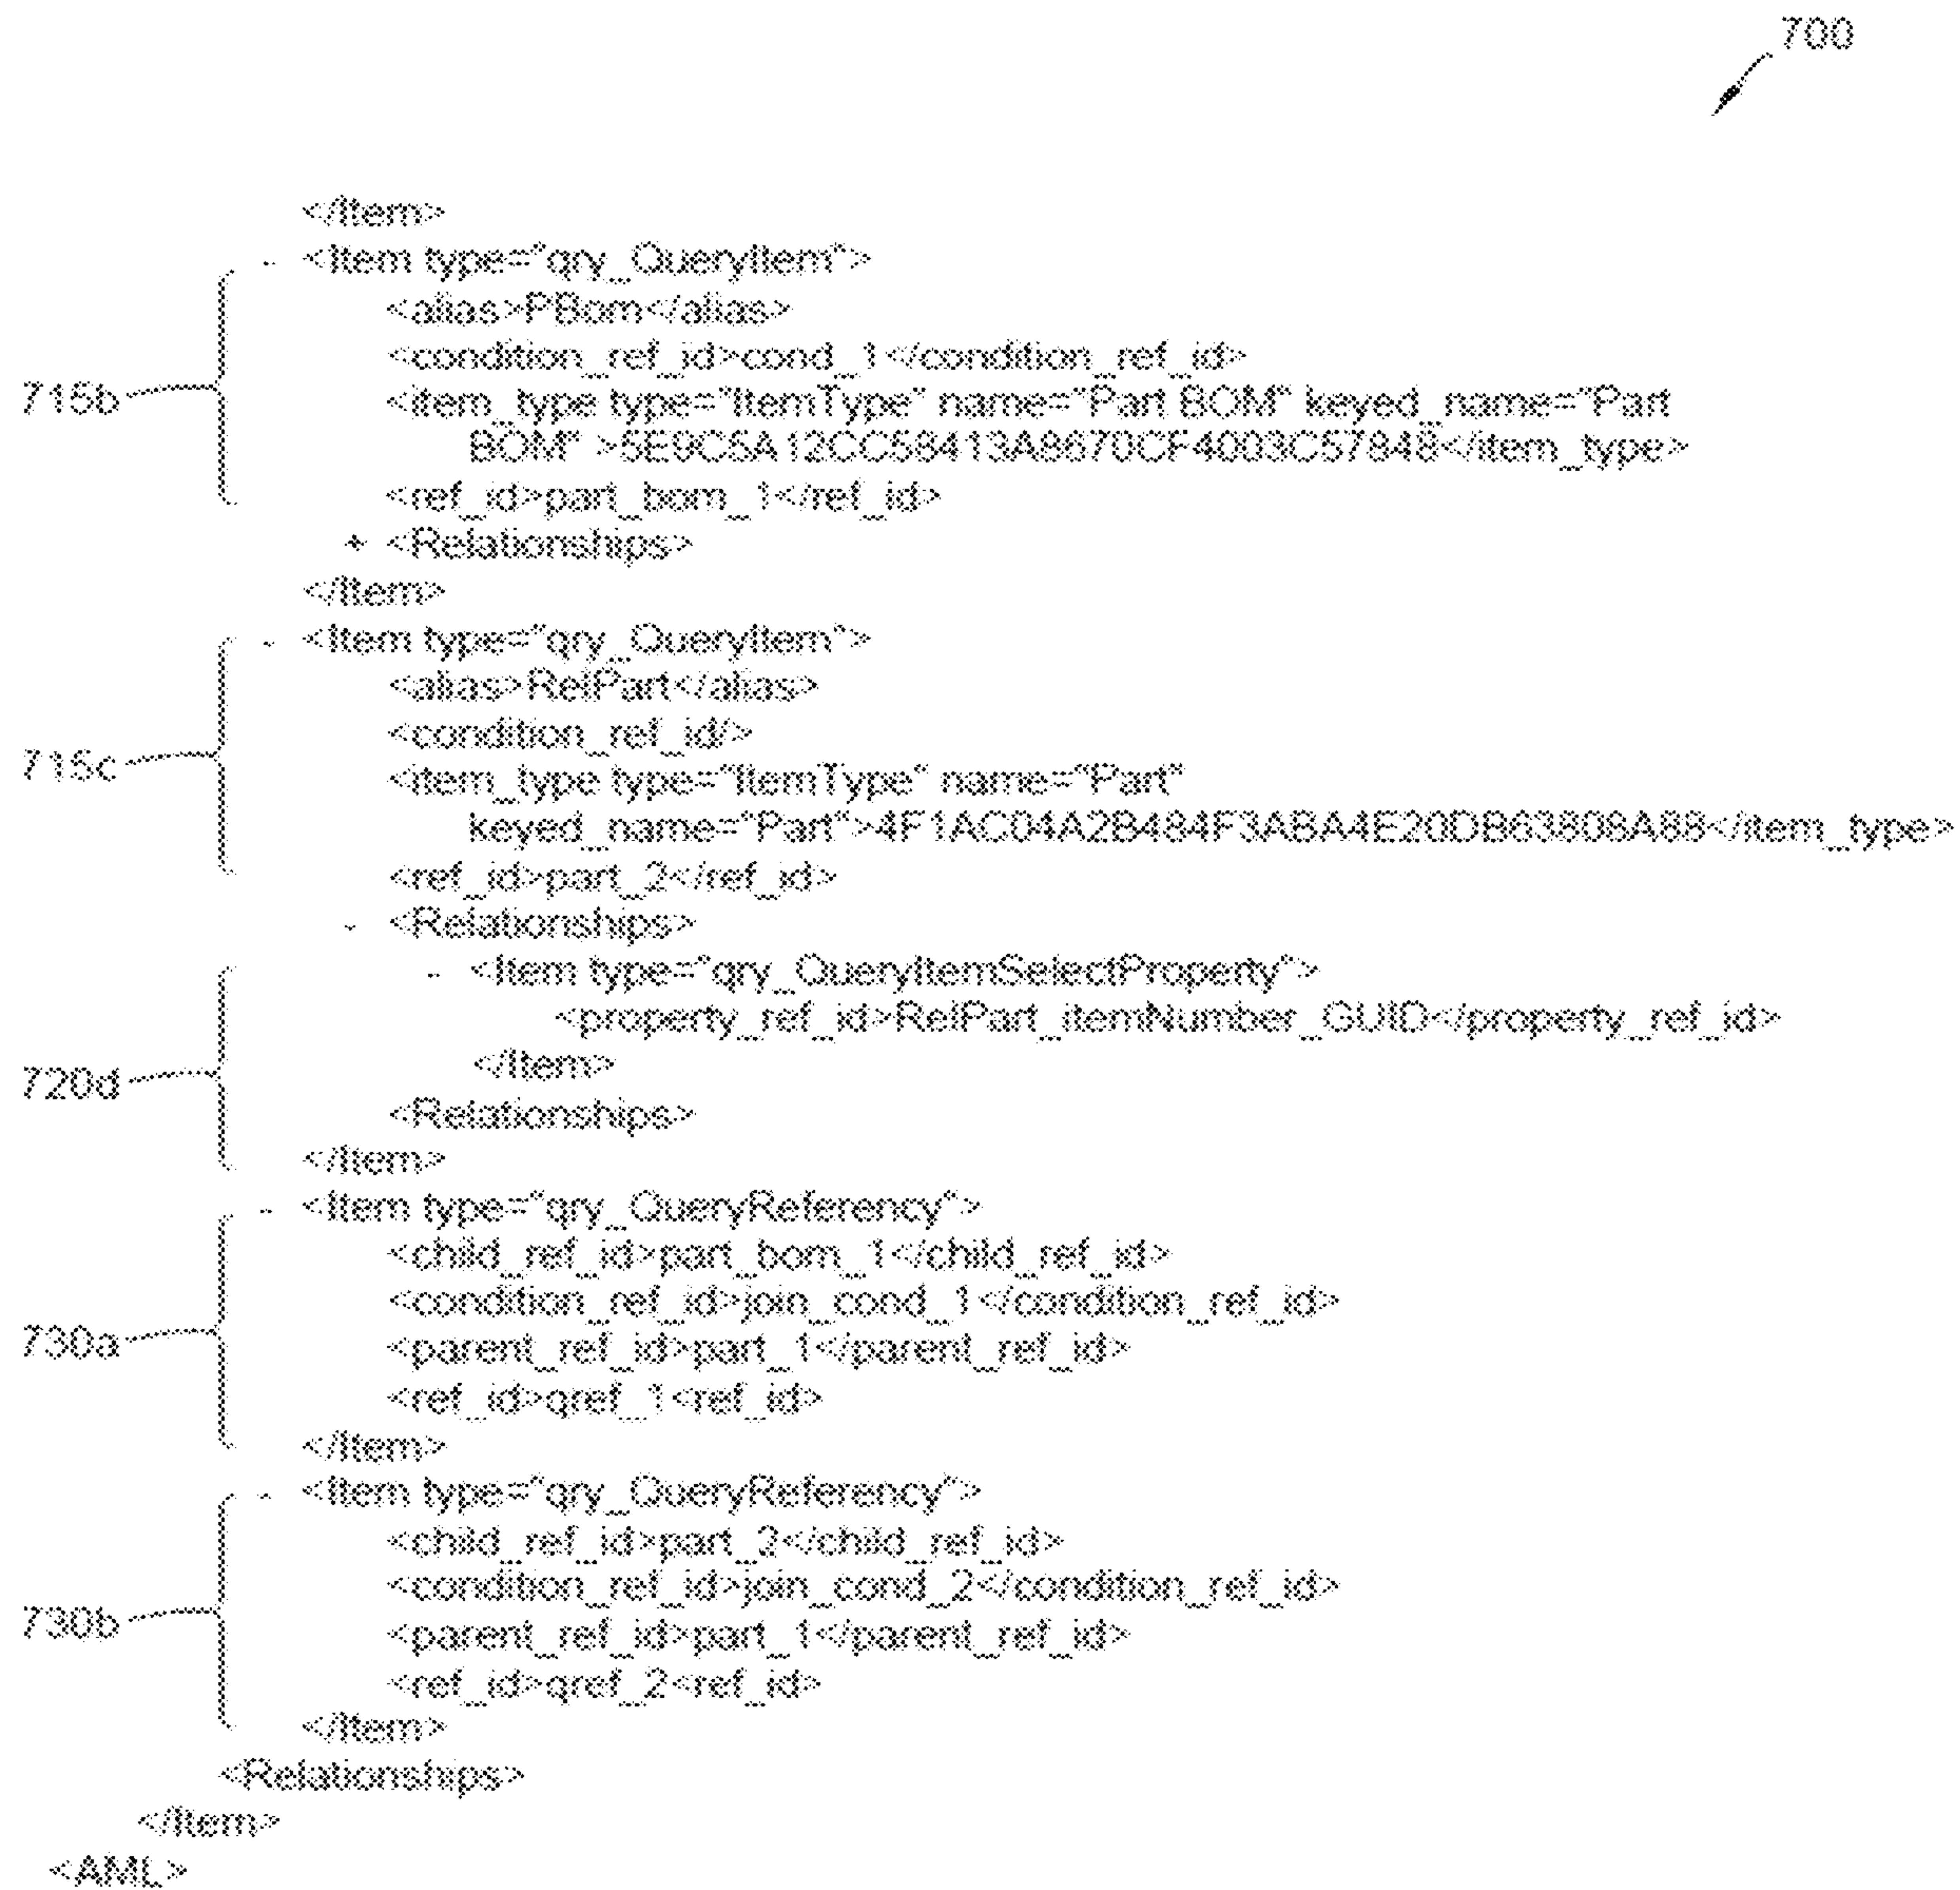 700
</Item>
- <Item type="qry_QueryItem">
<alias>PBom</alias>
<condition_ref_id>cond_1</condition_ref_id>
715b
<item_type type="ItemType" name="Part BOM" keyed_name="Part
BOM" >5E9C5A12CC58413A8670CF4003C57848</item_type>
<ref_id>part_bom_1</ref_id>
+ <Relationships>
</Item>
- <Item type="qry_QueryItem">
<alias>RelPart</alias>
<condition_ref_id/>
715c
<item_type type="ItemType" name="Part"
keyed_name="Part">4F1AC04A2B484F3ABA4E20DB63808A88</item_type>
<ref_id>part_2</ref_id>
- <Relationships>
- <Item type="qry_QueryItemSelectProperty">
<property_ref_id>RelPart_itemNumber_GUID</property_ref_id>
</Item>
720d
<Relationships>
</Item>
- <Item type="qry_QueryReferency">
<child_ref_id>part_bom_1</child_ref_id>
<condition_ref_id>join_cond_1</condition_ref_id>
730a
<parent_ref_id>part_1</parent_ref_id>
<ref_id>qref_1<ref_id>
</Item>
- <Item type="qry_QueryReferency">
<child_ref_id>part_2</child_ref_id>
<condition_ref_id>join_cond_2</condition_ref_id>
730b
<parent_ref_id>part_1</parent_ref_id>
<ref_id>qref_2<ref_id>
</Item>
<Relationships>
</Item>
<AML>